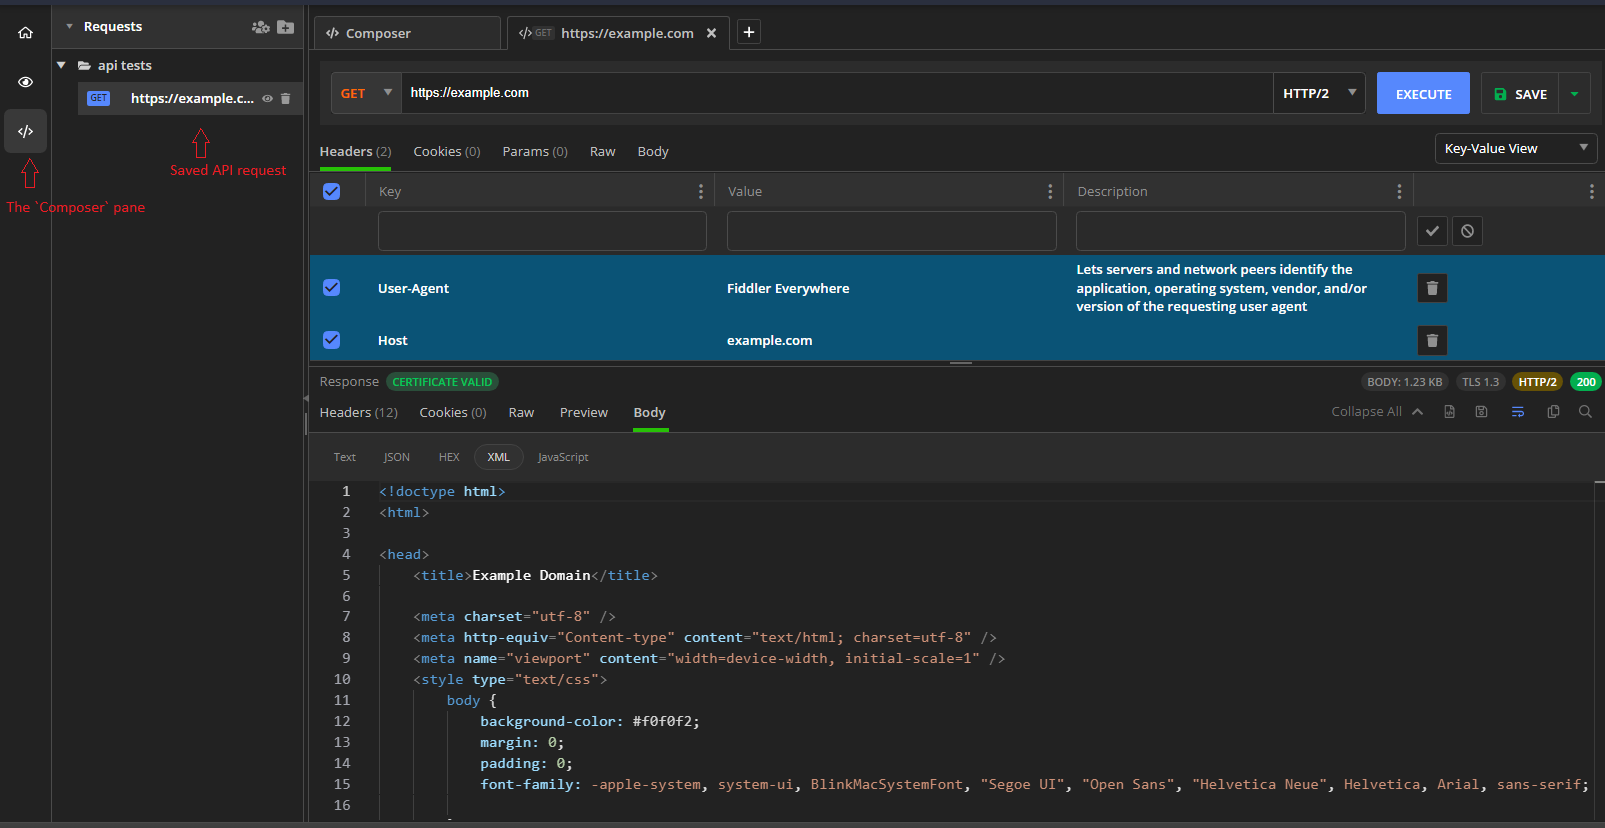 Requests
api tests
GET https://example.c...
Saved API request
The `Composer` pane
Composer
GET https://example.com
GET https://example.com HTTP/2 EXECUTE SAVE
Headers (2) Cookies (0) Params (0) Raw Body Key-Value View
Key Value Description
User-Agent Fiddler Everywhere Lets servers and network peers identify the
application, operating system, vendor, and/or
version of the requesting user agent
Host example.com
Response CERTIFICATE VALID BODY: 1.23 KB TLS 1.3 HTTP/2 200
Headers (12) Cookies (0) Raw Preview Body Collapse All
Text JSON HEX XML JavaScript
1 <!doctype html>
2 <html>
3
4 <head>
5 <title>Example Domain</title>
6
7 <meta charset="utf-8" />
8 <meta http-equiv="Content-type" content="text/html; charset=utf-8" />
9 <meta name="viewport" content="width=device-width, initial-scale=1" />
10 <style type="text/css">
11 body {
12 background-color: #f0f0f2;
13 margin: 0;
14 padding: 0;
15 font-family: -apple-system, system-ui, BlinkMacSystemFont, "Segoe UI", "Open Sans", "Helvetica Neue", Helvetica, Arial, sans-serif;
16